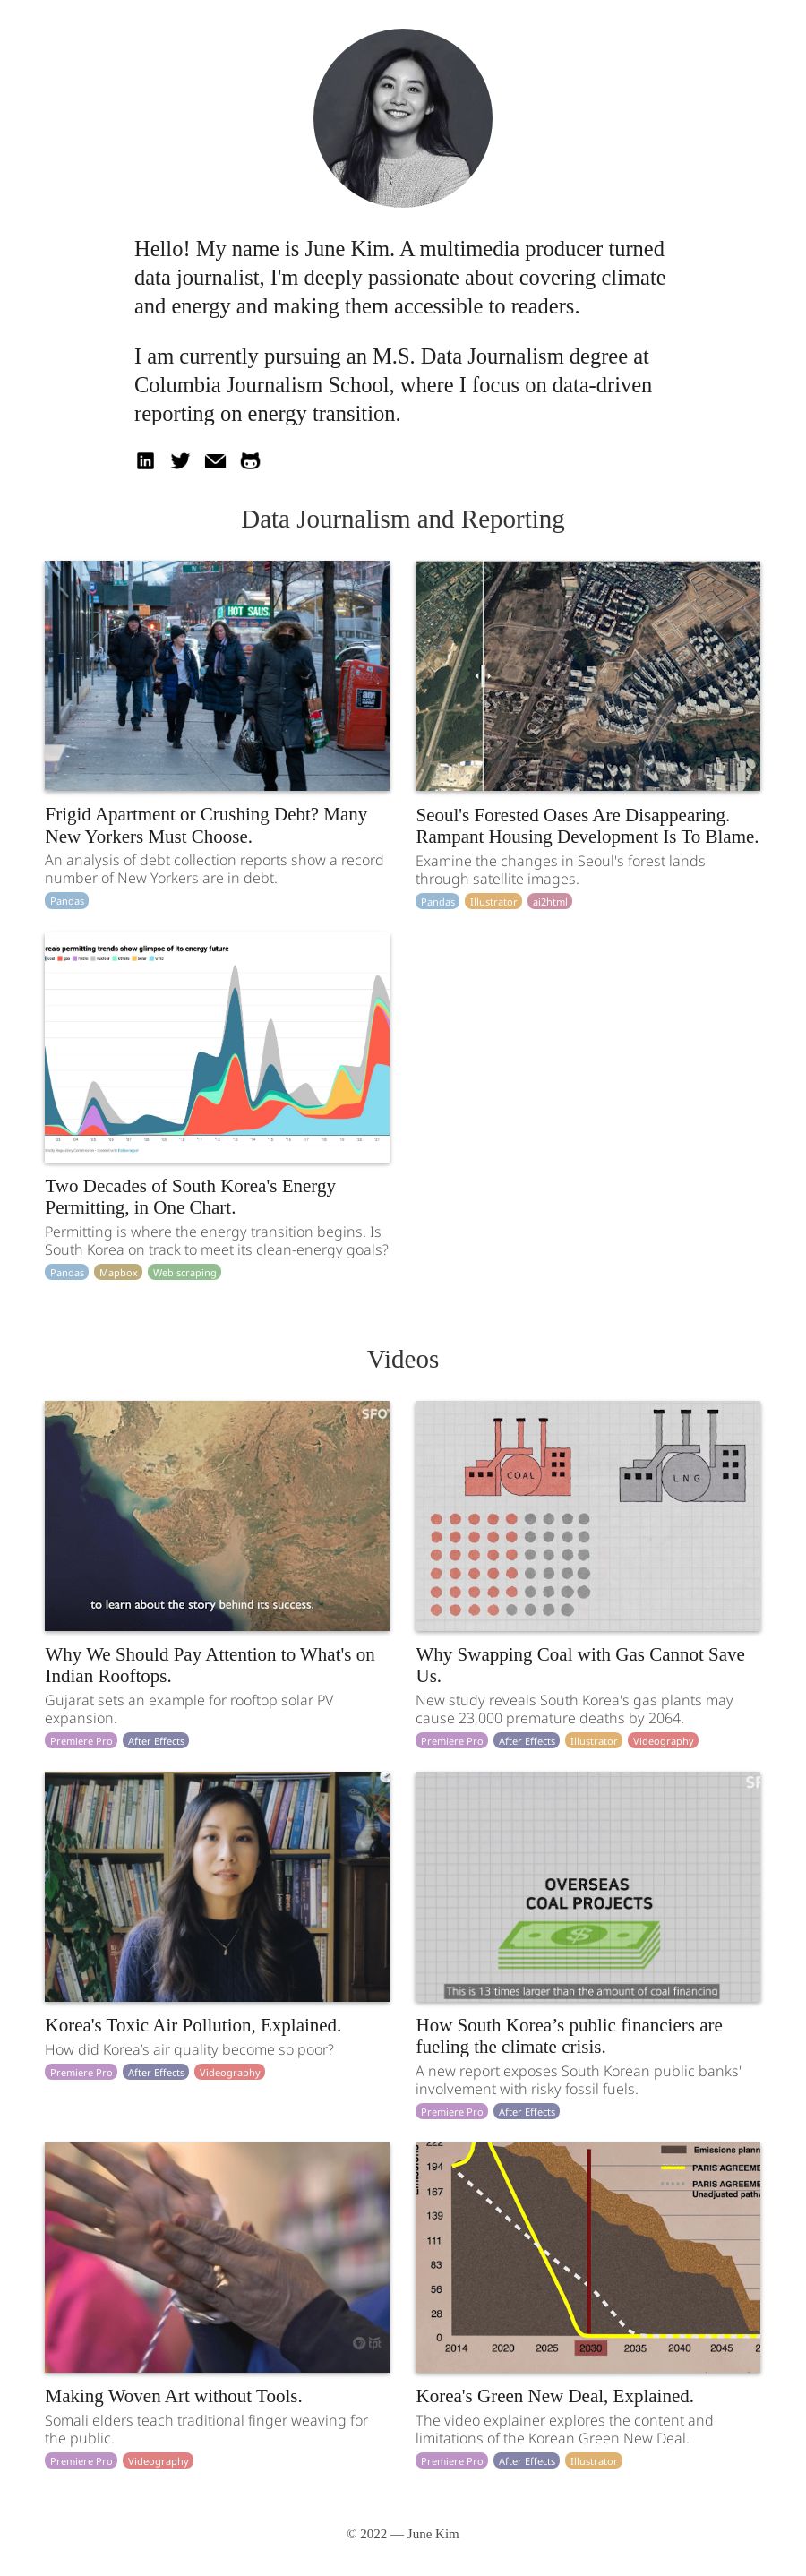 Hello! My name is June Kim. A multimedia producer turned
data journalist, I'm deeply passionate about covering climate
and energy and making them accessible to readers.
I am currently pursuing an M.S. Data Journalism degree at
Columbia Journalism School, where I focus on data-driven
reporting on energy transition.
in
Data Journalism and Reporting
HOT SAUS
Frigid Apartment or Crushing Debt? Many
New Yorkers Must Choose.
An analysis of debt collection reports show a record
number of New Yorkers are in debt.
Pandas
Seoul's Forested Oases Are Disappearing.
Rampant Housing Development Is To Blame.
Examine the changes in Seoul's forest lands
through satellite images.
Pandas Illustrator ai2html
rea's permitting trends show glimpse of its energy future
Two Decades of South Korea's Energy
Permitting, in One Chart.
Permitting is where the energy transition begins. Is
South Korea on track to meet its clean-energy goals?
Pandas Mapbox Web scraping
Videos
SFO
to learn about the story behind its success.
Why We Should Pay Attention to What's on
Indian Rooftops.
Gujarat sets an example for rooftop solar PV
expansion.
Premiere Pro After Effects
COAL
LNG
Why Swapping Coal with Gas Cannot Save
Us.
New study reveals South Korea's gas plants may
cause 23,000 premature deaths by 2064.
Premiere Pro After Effects Illustrator Videography
Korea's Toxic Air Pollution, Explained.
How did Korea's air quality become so poor?
Premiere Pro After Effects Videography
SF
OVERSEAS
COAL PROJECTS
$
This is 13 times larger than the amount of coal financing
How South Korea’s public financiers are
fueling the climate crisis.
A new report exposes South Korean public banks'
involvement with risky fossil fuels.
Premiere Pro After Effects
tpt
Making Woven Art without Tools.
Somali elders teach traditional finger weaving for
the public.
Premiere Pro Videography
Emissions
222
194
167
139
111
83
56
28
0
2014 2020 2025 2030 2035 2040 2045 2
Emissions plann
PARIS AGREEME
PARIS AGREEME
Unadjusted pathw
Korea's Green New Deal, Explained.
The video explainer explores the content and
limitations of the Korean Green New Deal.
Premiere Pro After Effects Illustrator
© 2022 — June Kim